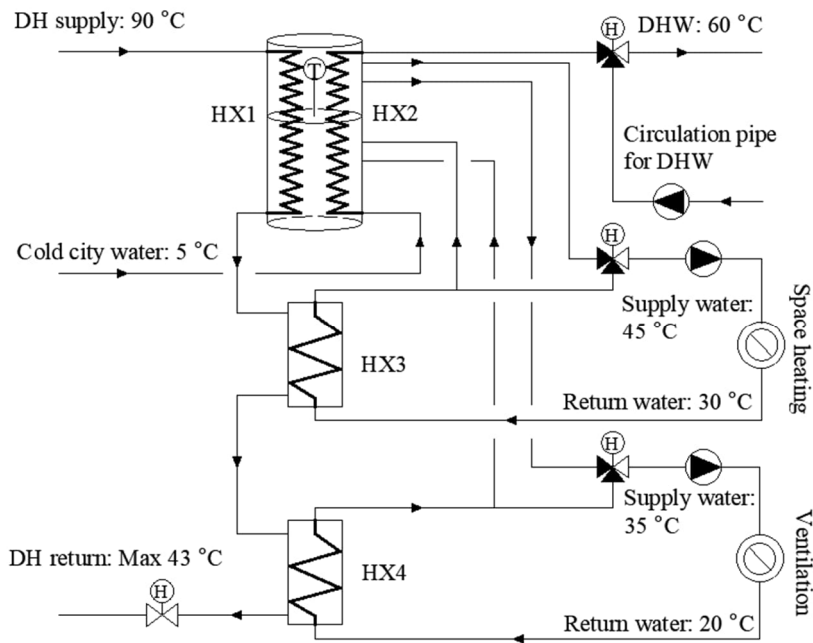 DH supply: 90 °C
H
DHW: 60 °C
T
HX1
HX2
Circulation pipe
for DHW
Cold city water: 5 °C
H
Supply water:
45 °C
Space heating
HX3
Return water: 30 °C
H
Supply water:
35 °C
Ventilation
DH return: Max 43 °C
H
HX4
Return water: 20 °C